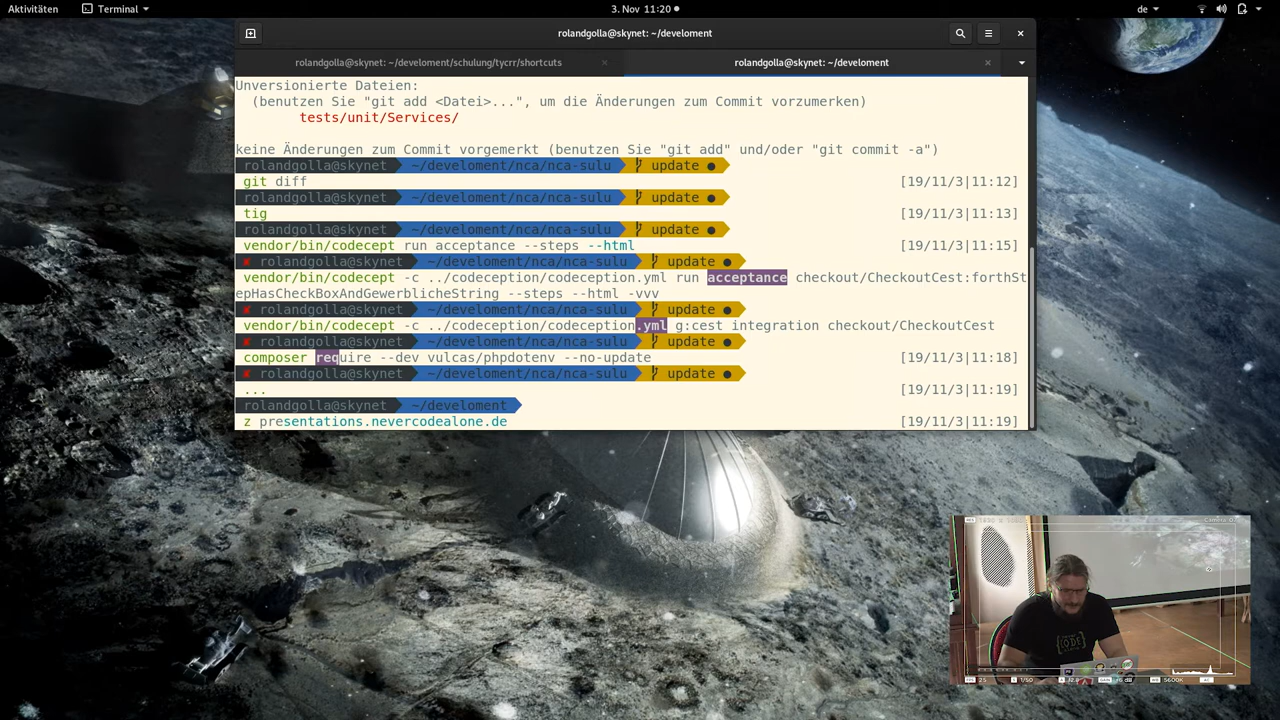 Aktivitäten
Terminal
3. Nov 11:20
de
rolandgolla@skynet: ~/develoment
rolandgolla@skynet: ~/develoment/schulung/tycrr/shortcuts
rolandgolla@skynet: ~/develoment
Unversionierte Dateien:
(benutzen Sie "git add <Datei>...", um die Änderungen zum Commit vorzumerken)
tests/unit/Services/
keine Änderungen zum Commit vorgemerkt (benutzen Sie "git add" und/oder "git commit -a")
rolandgolla@skynet ~/develoment/nca/nca-sulu update ●
git diff [19/11/3|11:12]
rolandgolla@skynet ~/develoment/nca/nca-sulu update ●
tig [19/11/3|11:13]
rolandgolla@skynet ~/develoment/nca/nca-sulu update ●
vendor/bin/codecept run acceptance --steps --html [19/11/3|11:15]
✘ rolandgolla@skynet ~/develoment/nca/nca-sulu update ●
vendor/bin/codecept -c ../codeception/codeception.yml run acceptance checkout/CheckoutCest:forthSt
epHasCheckBoxAndGewerblicheString --steps --html -vvv
✘ rolandgolla@skynet ~/develoment/nca/nca-sulu update ●
vendor/bin/codecept -c ../codeception/codeception.yml g:cest integration checkout/CheckoutCest
✘ rolandgolla@skynet ~/develoment/nca/nca-sulu update ●
composer require --dev vulcas/phpdotenv --no-update [19/11/3|11:18]
✘ rolandgolla@skynet ~/develoment/nca/nca-sulu update ●
... [19/11/3|11:19]
rolandgolla@skynet ~/develoment
z presentations.nevercodealone.de [19/11/3|11:19]
CODE
25
1/50
5600K